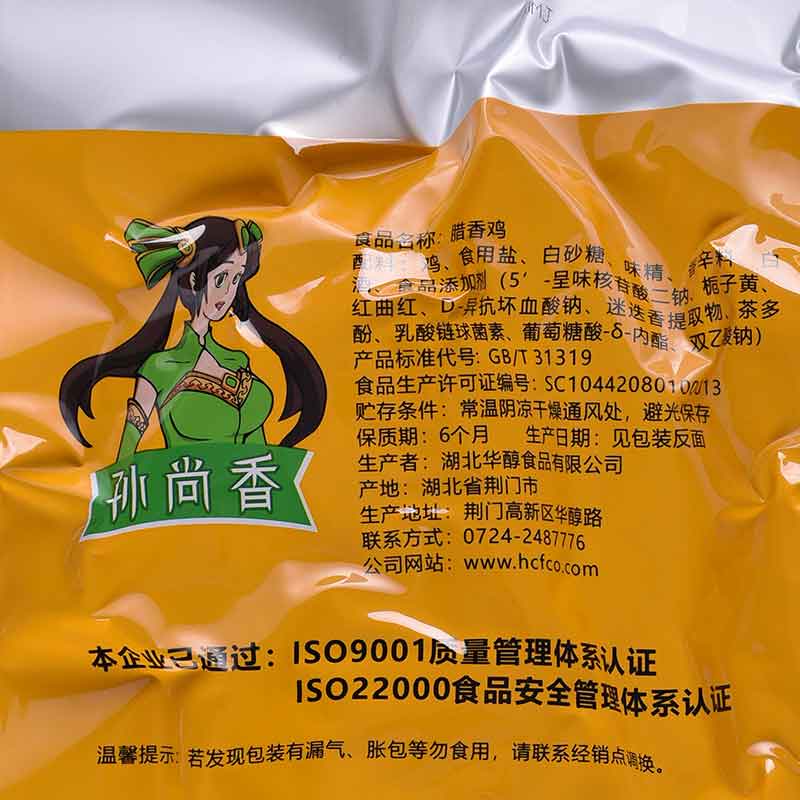 孙尚香
食品名称: 腊香鸡
配料: 鸡、食用盐、白砂糖、味精、香辛料、白
酒、食品添加剂（5′-呈味核苷酸二钠、栀子黄、
红曲红、D-异抗坏血酸钠、迷迭香提取物、茶多
酚、乳酸链球菌素、葡萄糖酸-δ-内酯、双乙酸钠）
产品标准代号: GB/T 31319
食品生产许可证编号:
贮存条件: 常温阴凉干燥通风处，避光保存
保质期: 6个月 生产日期: 见包装反面
生产者: 湖北华醇食品有限公司
产地: 湖北省荆门市
生产地址: 荆门高新区华醇路
联系方式: 0724-2487776
公司网站: www.hcfco.com
本企业已通过: ISO9001质量管理体系认证
ISO22000食品安全管理体系认证
温馨提示: 若发现包装有漏气、胀包等勿食用，请联系经销点调换。